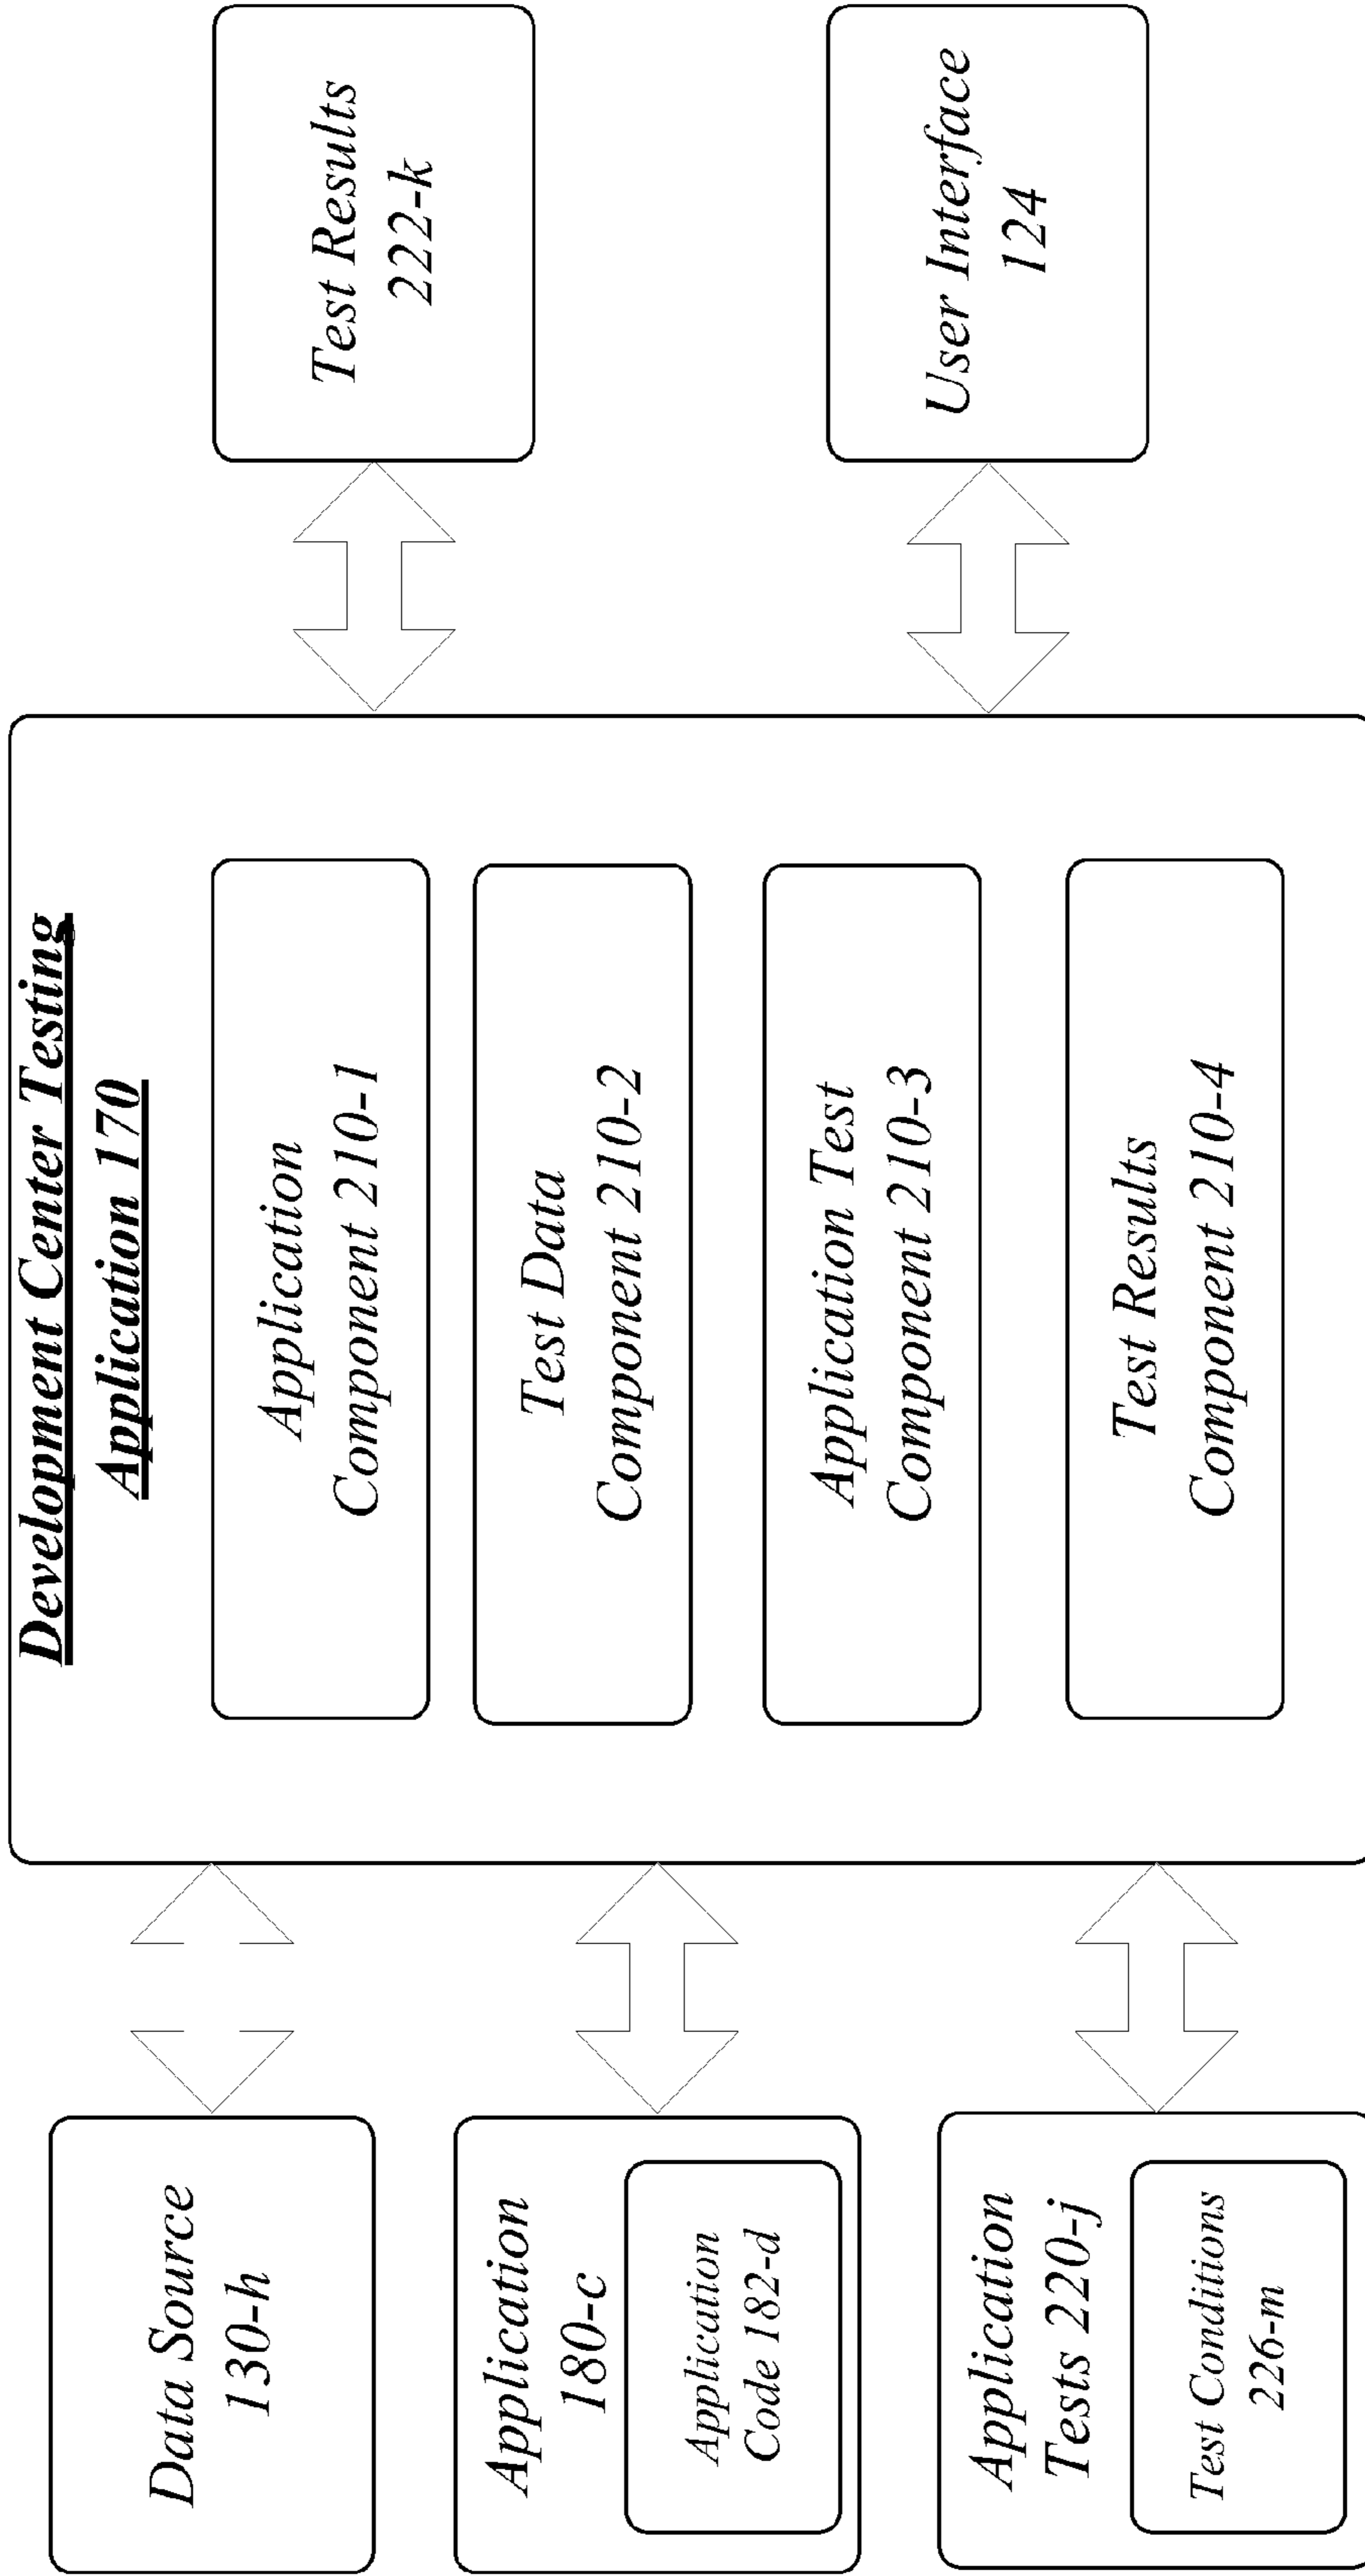 Development Center Testing
Application 170
Data Source
130-h
Application
180-c
Application
Code 182-d
Application
Tests 220-j
Test Conditions
226-m
Application
Component 210-1
Test Data
Component 210-2
Application Test
Component 210-3
Test Results
Component 210-4
Test Results
222-k
User Interface
124